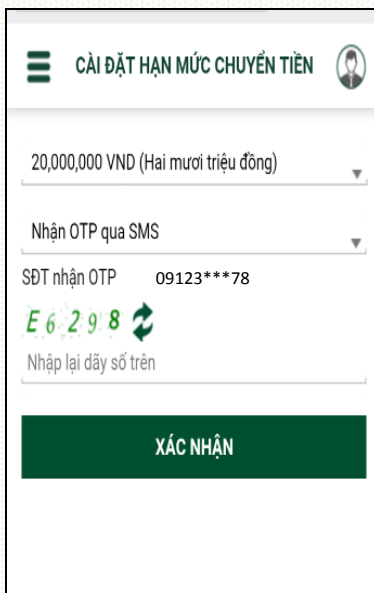 CÀI ĐẶT HẠN MỨC CHUYỂN TIỀN
20,000,000 VND (Hai mươi triệu đồng)
Nhận OTP qua SMS
SĐT nhận OTP 09123***78
E6298
Nhập lại dãy số trên
XÁC NHẬN